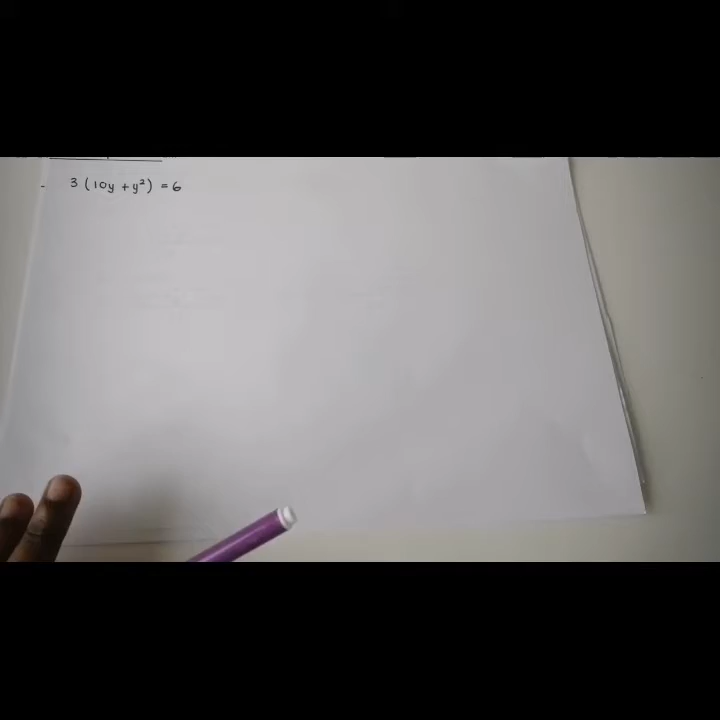 - 3 (10y + y²) = 6